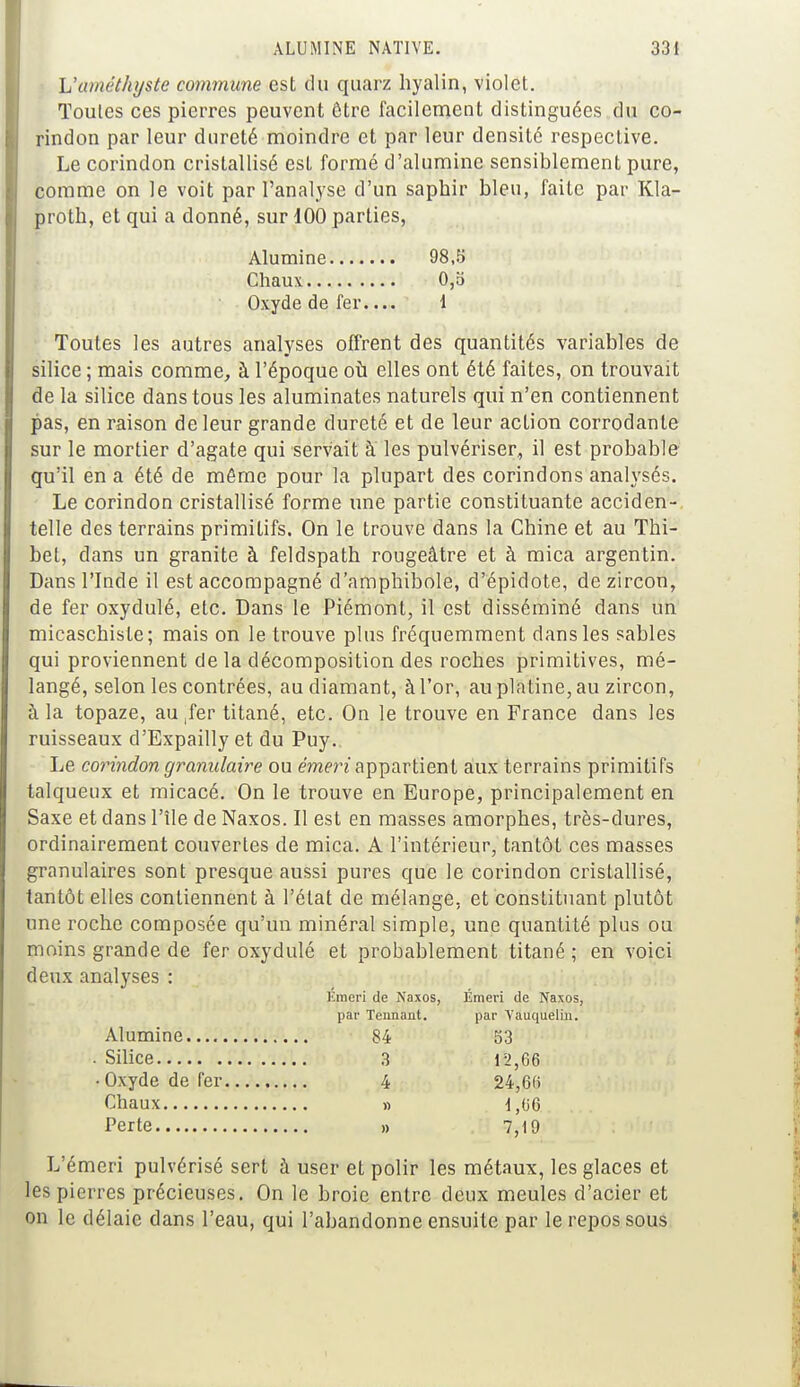 ALUMINE NATIVE. 331
L'améthyste commune est du quarz hyalin, violet.
Toutes ces pierres peuvent être facilement distinguées du co-
rindon par leur dureté moindre et par leur densité respective.
Le corindon cristallisé est formé d'alumine sensiblement pure,
comme on le voit par l'analyse d'un saphir bleu, faite par Kla-
proth, et qui a donné, sur 100 parties,
Alumine....... 98,5
Chaux.......... 0,5
Oxyde de fer.... 1
Toutes les autres analyses offrent des quantités variables de
silice ; mais comme, à l'époque où elles ont été faites, on trouvait
de la silice dans tous les aluminates naturels qui n'en contiennent
pas, en raison de leur grande dureté et de leur action corrodante
sur le mortier d'agate qui servait à les pulvériser, il est probable
qu'il en a été de même pour la plupart des corindons analysés.
Le corindon cristallisé forme une partie constituante acciden-
telle des terrains primitifs. On le trouve dans la Chine et au Thi-
bet, dans un granite à feldspath rougeâtre et à mica argentin.
Dans l'Inde il est accompagné d'amphibole, d'épidote, de zircon,
de fer oxydulé, etc. Dans le Piémont, il est disséminé dans un
micaschiste; mais on le trouve plus fréquemment dans les sables
qui proviennent de la décomposition des roches primitives, mé-
langé, selon les contrées, au diamant, à l'or, au platine, au zircon,
à la topaze, au fer titané, etc. On le trouve en France dans les
ruisseaux d'Expailly et du Puy.
Le corindon granulaire ou émeri appartient aux terrains primitifs
talqueux et micacé. On le trouve en Europe, principalement en
Saxe et dans l'île de Naxos. Il est en masses amorphes, très-dures,
ordinairement couvertes de mica. A l'intérieur, tantôt ces masses
granulaires sont presque aussi pures que le corindon cristallisé,
tantôt elles contiennent à l'état de mélange, et constituant plutôt
une roche composée qu'un minéral simple, une quantité plus ou
moins grande de fer oxydulé et probablement titané ; en voici
deux analyses :
Émeri de Naxos, Émeri de Naxos,
par Tennant. par Vauquelin.
Alumine.............. 84 53
Silice............... 3 12,66
Oxyde de fer......... 4 24,66
Chaux................ » 1,66
Perte................ » 7,19
L'émeri pulvérisé sert à user et polir les métaux, les glaces et
les pierres précieuses. On le broie entre deux meules d'acier et
on le délaie dans l'eau, qui l'abandonne ensuite par le repos sous